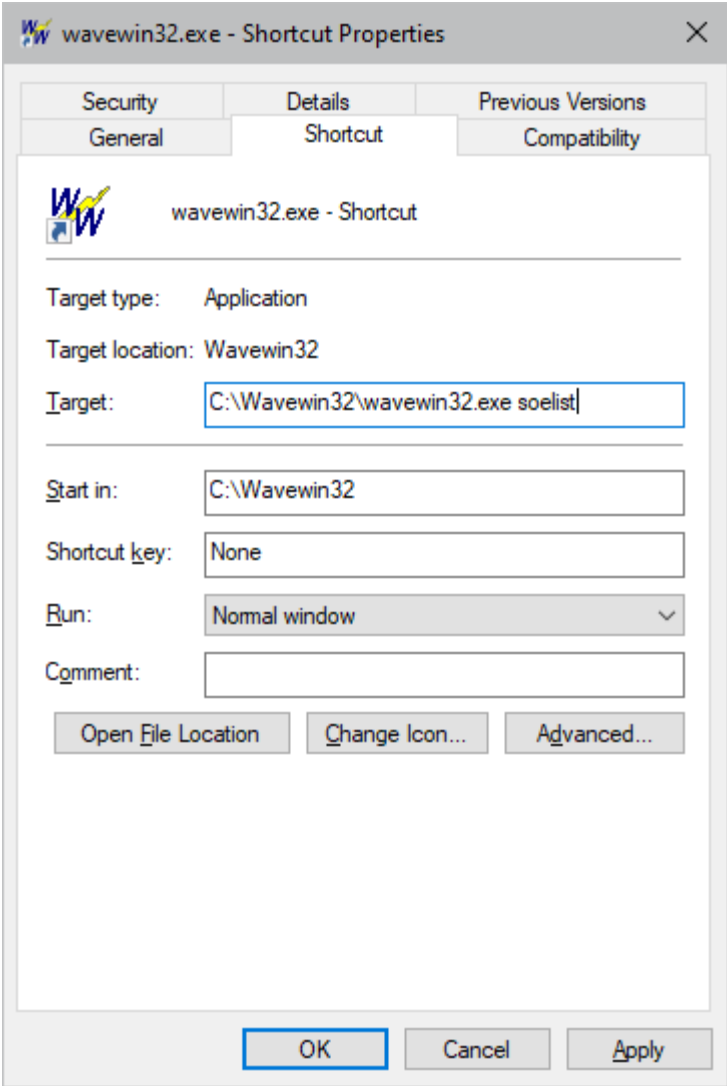 wavewin32.exe - Shortcut Properties
Security Details Previous Versions
General Shortcut Compatibility
WW
wavewin32.exe - Shortcut
Target type: Application
Target location: Wavewin32
Target: C:\Wavewin32\wavewin32.exe soelist
Start in: C:\Wavewin32
Shortcut key: None
Run: Normal window
Comment:
Open File Location Change Icon... Advanced...
OK Cancel Apply